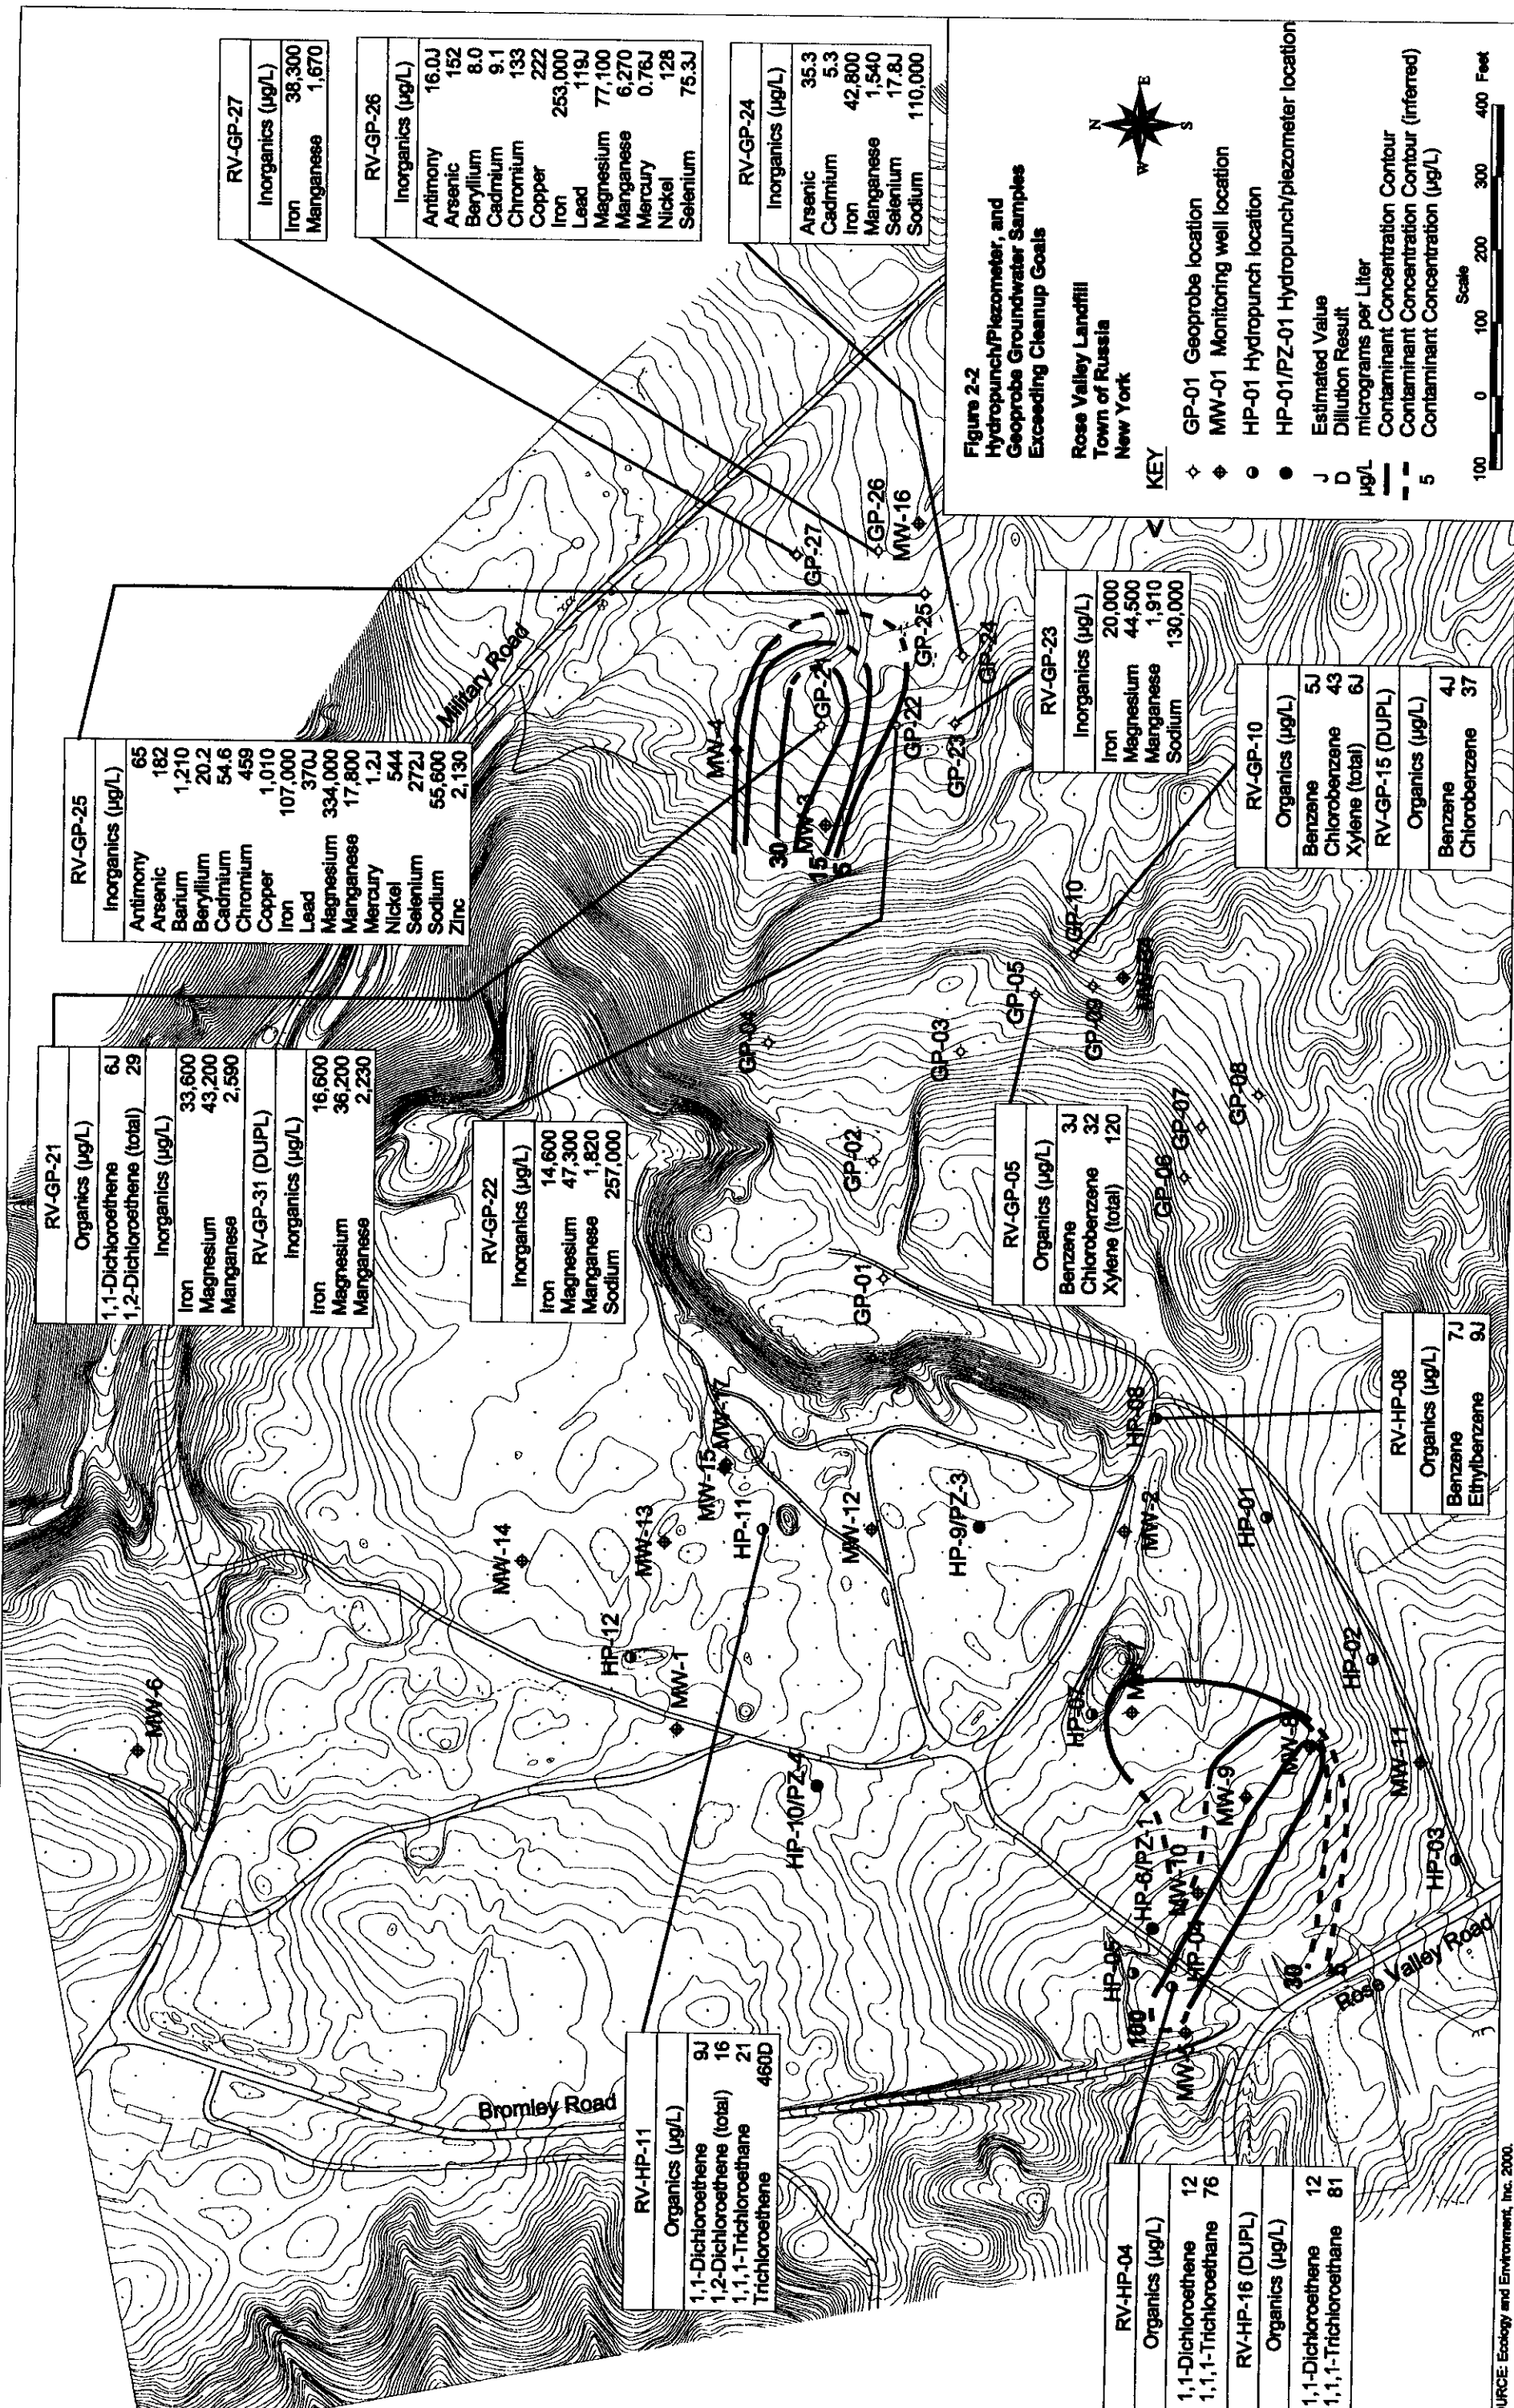 RV-GP-21
Organics (µg/L)
1,1-Dichloroethene 6J
1,2-Dichloroethene (total) 29
Inorganics (µg/L)
Iron 33,600
Magnesium 43,200
Manganese 2,590
RV-GP-31 (DUPL)
Inorganics (µg/L)
Iron 16,600
Magnesium 36,200
Manganese 2,230
RV-GP-25
Inorganics (µg/L)
Antimony 65
Arsenic 182
Barium 1,210
Beryllium 20.2
Cadmium 54.6
Chromium 459
Copper 1,010
Iron 107,000
Lead 370J
Magnesium 334,000
Manganese 17,800
Mercury 1.2J
Nickel 544
Selenium 272J
Sodium 55,600
Zinc 2,130
RV-GP-27
Inorganics (µg/L)
Iron 38,300
Manganese 1,670
RV-GP-26
Inorganics (µg/L)
Antimony 16.0J
Arsenic 152
Beryllium 8.0
Cadmium 9.1
Chromium 133
Copper 222
Iron 253,000
Lead 119J
Magnesium 77,100
Manganese 6,270
Mercury 0.76J
Nickel 128
Selenium 75.3J
RV-GP-24
Inorganics (µg/L)
Arsenic 35.3
Cadmium 5.3
Iron 42,800
Manganese 1,540
Selenium 17.8J
Sodium 110,000
RV-GP-22
Inorganics (µg/L)
Iron 14,600
Magnesium 47,300
Manganese 1,820
Sodium 257,000
RV-HP-11
Organics (µg/L)
1,1-Dichloroethene 9J
1,2-Dichloroethene (total) 16
1,1,1-Trichloroethane 21
Trichloroethene 460D
RV-GP-05
Organics (µg/L)
Benzene 3J
Chlorobenzene 32
Xylene (total) 120
RV-GP-23
Inorganics (µg/L)
Iron 20,000
Magnesium 44,500
Manganese 1,910
Sodium 130,000
RV-GP-10
Organics (µg/L)
Benzene 5J
Chlorobenzene 43
Xylene (total) 6J
RV-GP-15 (DUPL)
Organics (µg/L)
Benzene 4J
Chlorobenzene 37
RV-HP-08
Organics (µg/L)
Benzene 7J
Ethylbenzene 9J
RV-HP-04
Organics (µg/L)
1,1-Dichloroethene 12
1,1,1-Trichloroethane 76
RV-HP-16 (DUPL)
Organics (µg/L)
1,1-Dichloroethene 12
1,1,1-Trichloroethane 81
Bromley Road
Military Road
Rose Valley Road
MW-6
MW-14
MW-13
MW-15
MW-17
HP-12
MW-1
HP-11
HP-10/PZ-4
MW-12
HP-9/PZ-3
MW-2
HP-08
HP-01
HP-02
HP-07
MW-8
MW-9
MW-11
HP-03
MW-10
HP-6/PZ-1
HP-05
HP-04
MW-5
100
30
5
GP-01
GP-02
GP-03
GP-04
GP-05
GP-06
GP-07
GP-08
GP-09
GP-10
MW-4
MW-3
GP-21
GP-22
GP-23
GP-24
GP-25
GP-26
GP-27
MW-16
30
15
5
Figure 2-2
Hydropunch/Piezometer, and
Geoprobe Groundwater Samples
Exceeding Cleanup Goals
Rose Valley Landfill
Town of Russia
New York
N
W E
S
KEY
GP-01 Geoprobe location
MW-01 Monitoring well location
HP-01 Hydropunch location
HP-01/PZ-01 Hydropunch/piezometer location
J Estimated Value
D Dilution Result
µg/L micrograms per Liter
Contaminant Concentration Contour
Contaminant Concentration Contour (inferred)
5 Contaminant Concentration (µg/L)
Scale
100 0 100 200 300 400 Feet
URCE: Ecology and Environment, Inc. 2000.